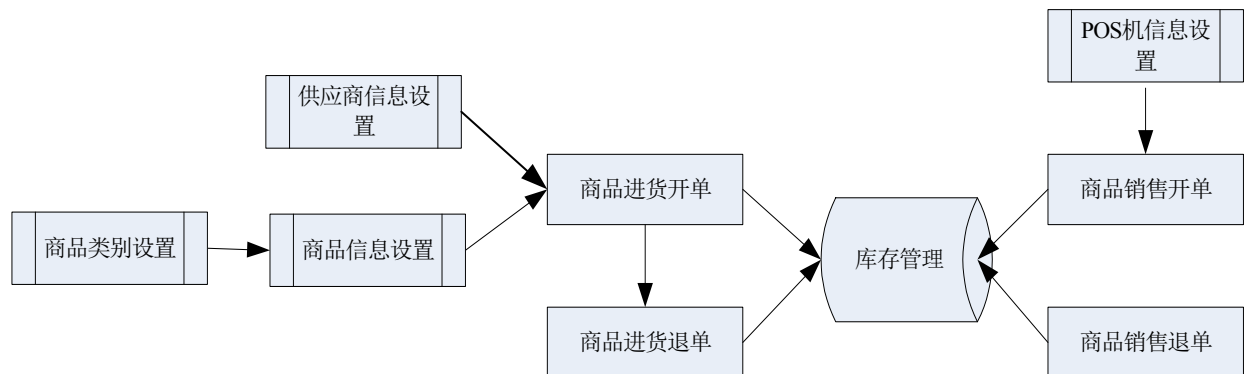 POS机信息设
置
供应商信息设
置
商品进货开单
商品销售开单
商品类别设置
商品信息设置
库存管理
商品进货退单
商品销售退单